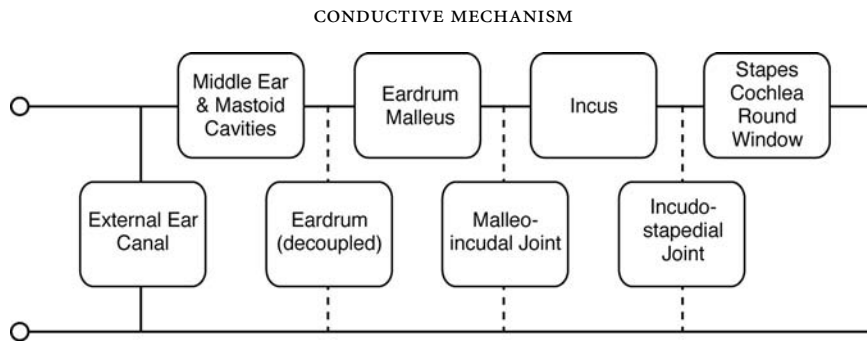 CONDUCTIVE MECHANISM
Middle Ear
& Mastoid
Cavities
Eardrum
Malleus
Incus
Stapes
Cochlea
Round
Window
External Ear
Canal
Eardrum
(decoupled)
Malleo-
incudal Joint
Incudo-
stapedial
Joint